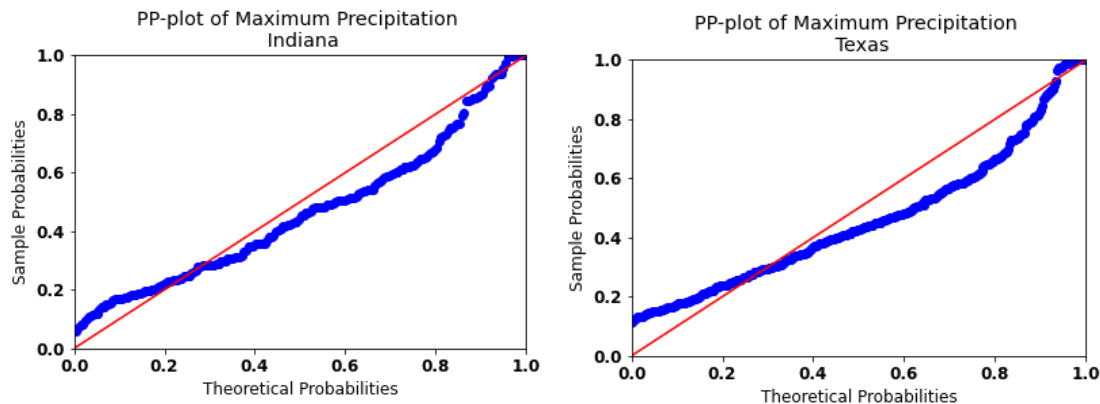 PP-plot of Maximum Precipitation
Indiana
1.0
0.8
0.6
0.4
0.2
0.0
Sample Probabilities
0.0 0.2 0.4 0.6 0.8 1.0
Theoretical Probabilities
PP-plot of Maximum Precipitation
Texas
1.0
0.8
0.6
0.4
0.2
0.0
Sample Probabilities
0.0 0.2 0.4 0.6 0.8 1.0
Theoretical Probabilities